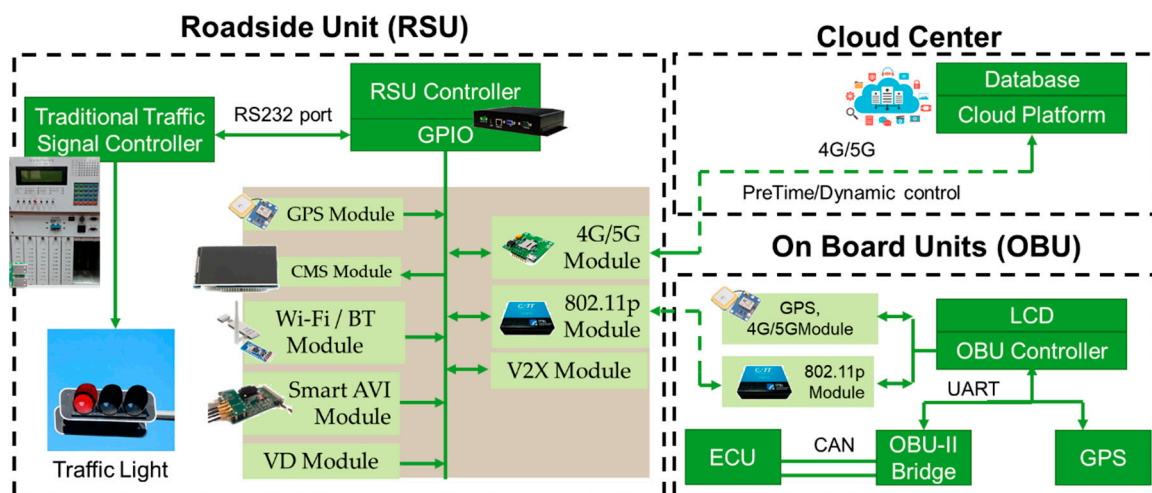 Roadside Unit (RSU)
Traditional Traffic
Signal Controller
RS232 port
RSU Controller
GPIO
GPS Module
CMS Module
Wi-Fi / BT
Module
Smart AVI
Module
VD Module
4G/5G
Module
802.11p
Module
V2X Module
Traffic Light
Cloud Center
Database
Cloud Platform
4G/5G
PreTime/Dynamic control
On Board Units (OBU)
GPS,
4G/5GModule
802.11p
Module
LCD
OBU Controller
UART
ECU
CAN
OBU-II
Bridge
GPS